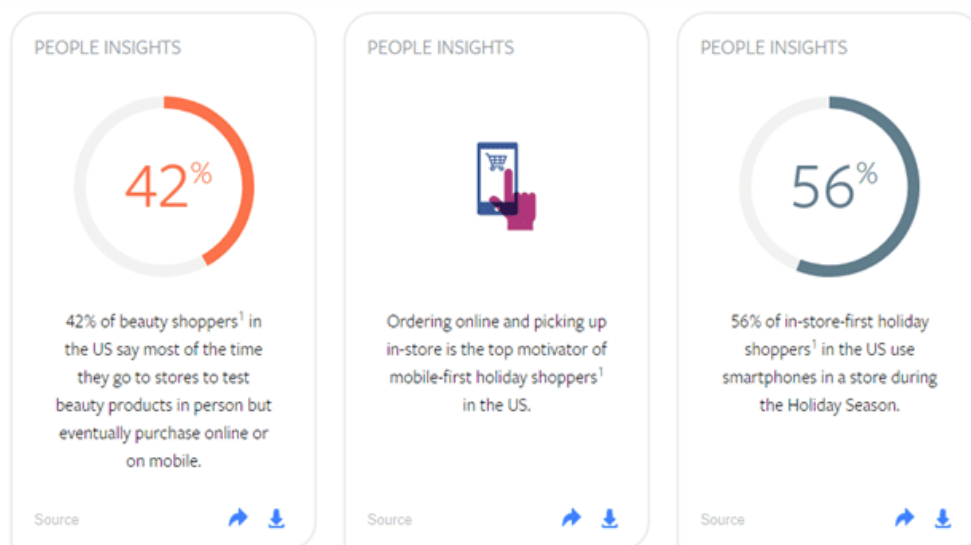 PEOPLE INSIGHTS
42%
42% of beauty shoppers¹ in
the US say most of the time
they go to stores to test
beauty products in person but
eventually purchase online or
on mobile.
Source
PEOPLE INSIGHTS
Ordering online and picking up
in-store is the top motivator of
mobile-first holiday shoppers¹
in the US.
Source
PEOPLE INSIGHTS
56%
56% of in-store-first holiday
shoppers¹ in the US use
smartphones in a store during
the Holiday Season.
Source